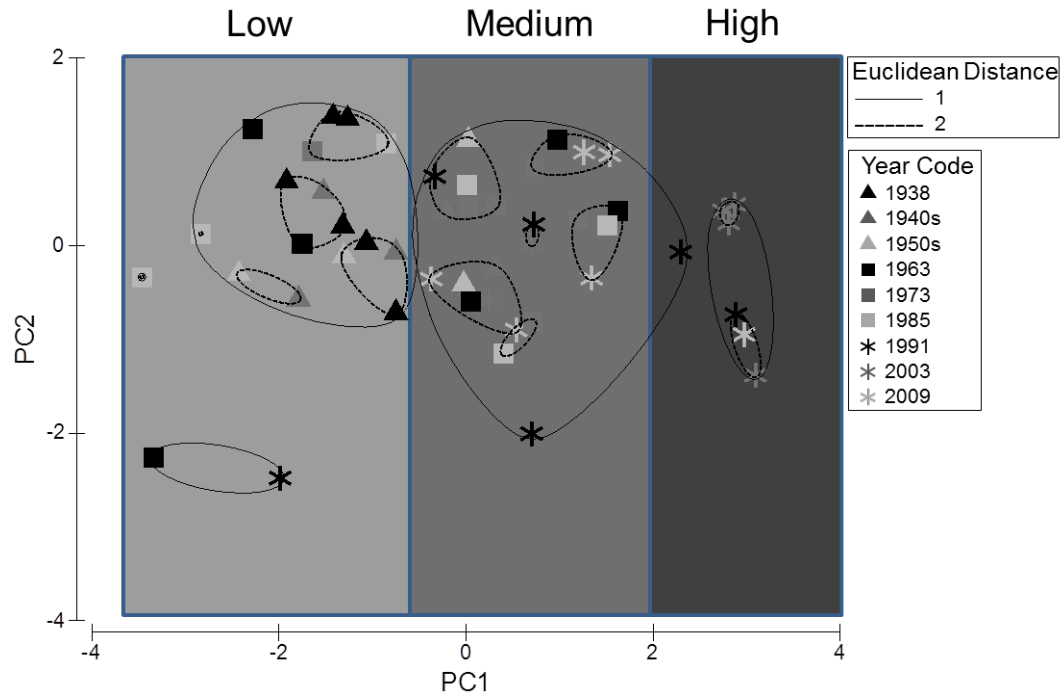 Low Medium High
Euclidean Distance
1
2
Year Code
1938
1940s
1950s
1963
1973
1985
1991
2003
2009
2
0
-2
-4
PC2
-4 -2 0 2 4
PC1